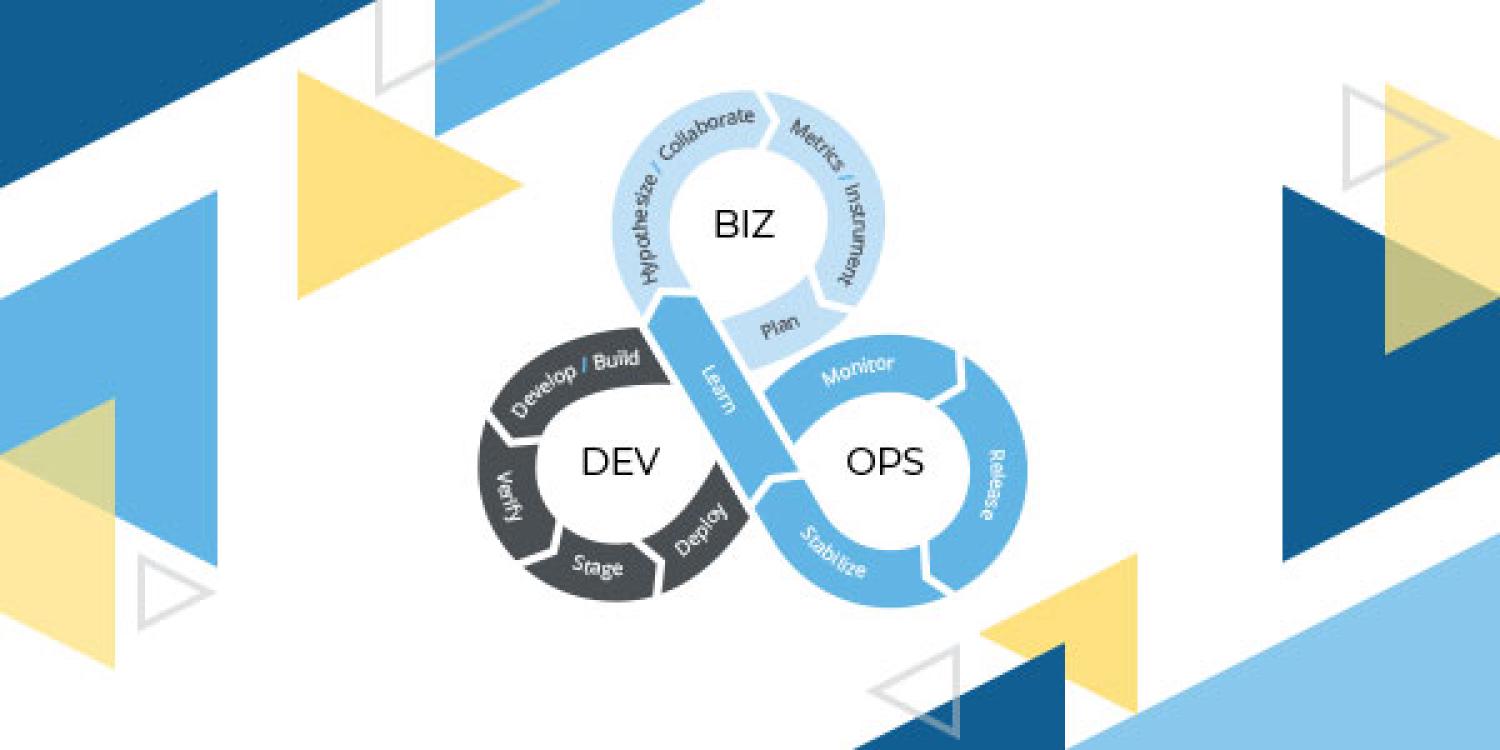 Hypothesize / Collaborate
Metrics / Instrument
BIZ
Plan
Learn
Develop / Build
DEV
Verify
Stage
Deploy
Monitor
OPS
Release
Stabilize